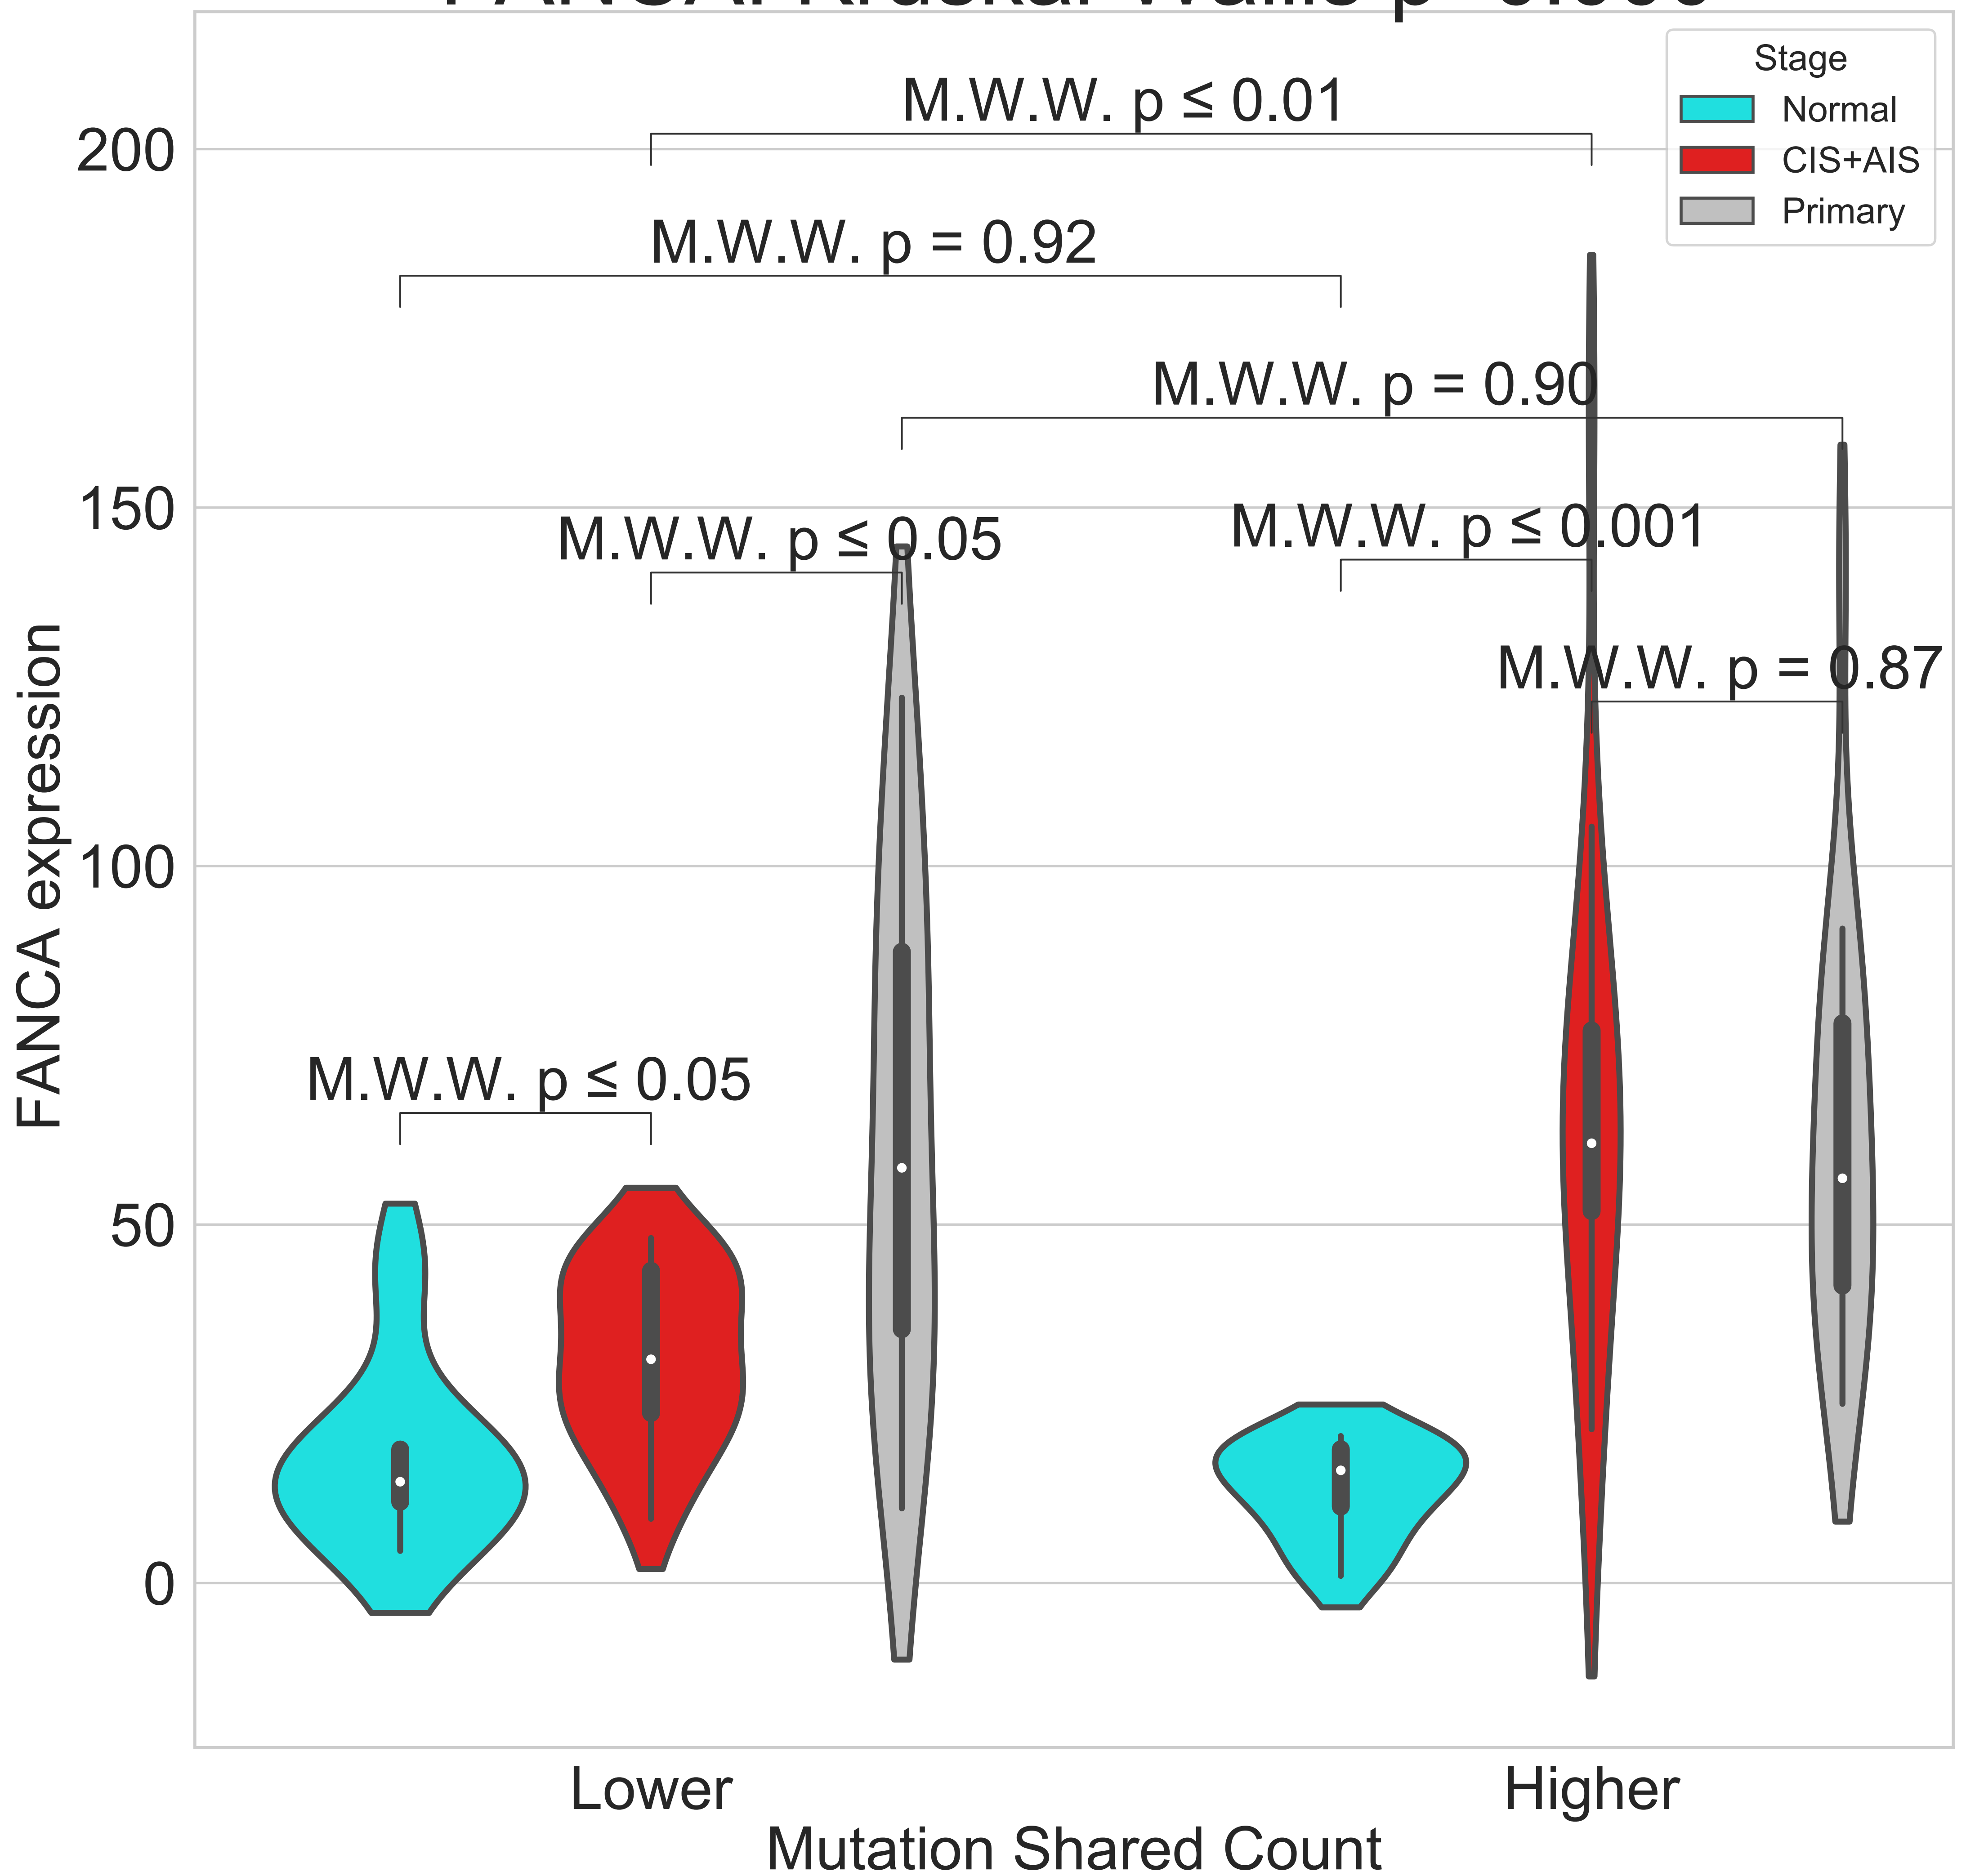 Stage
Normal
CIS+AIS
Primary
M.W.W. p ≤ 0.01
M.W.W. p = 0.92
M.W.W. p = 0.90
M.W.W. p ≤ 0.001
M.W.W. p ≤ 0.05
M.W.W. p = 0.87
M.W.W. p ≤ 0.05
FANCA expression
200
150
100
50
0
Lower
Higher
Mutation Shared Count